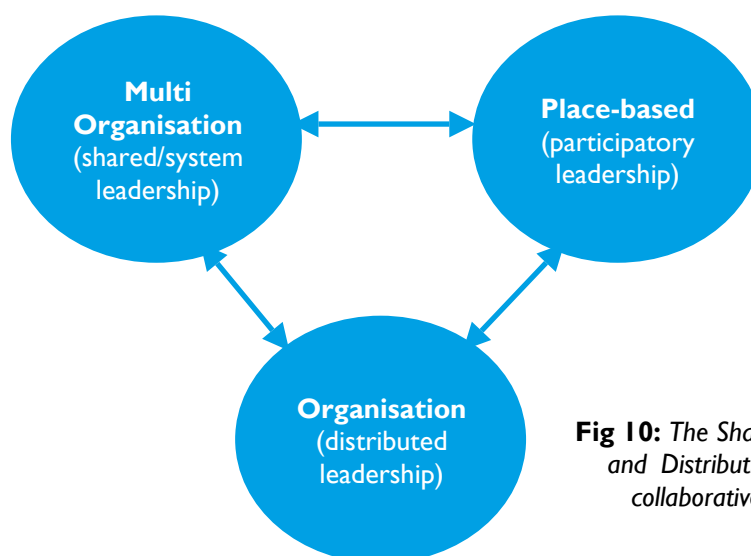 Multi
Organisation
(shared/system
leadership)
Place-based
(participatory
leadership)
Organisation
(distributed
leadership)
Fig 10: The Sha
and Distribut
collaborative